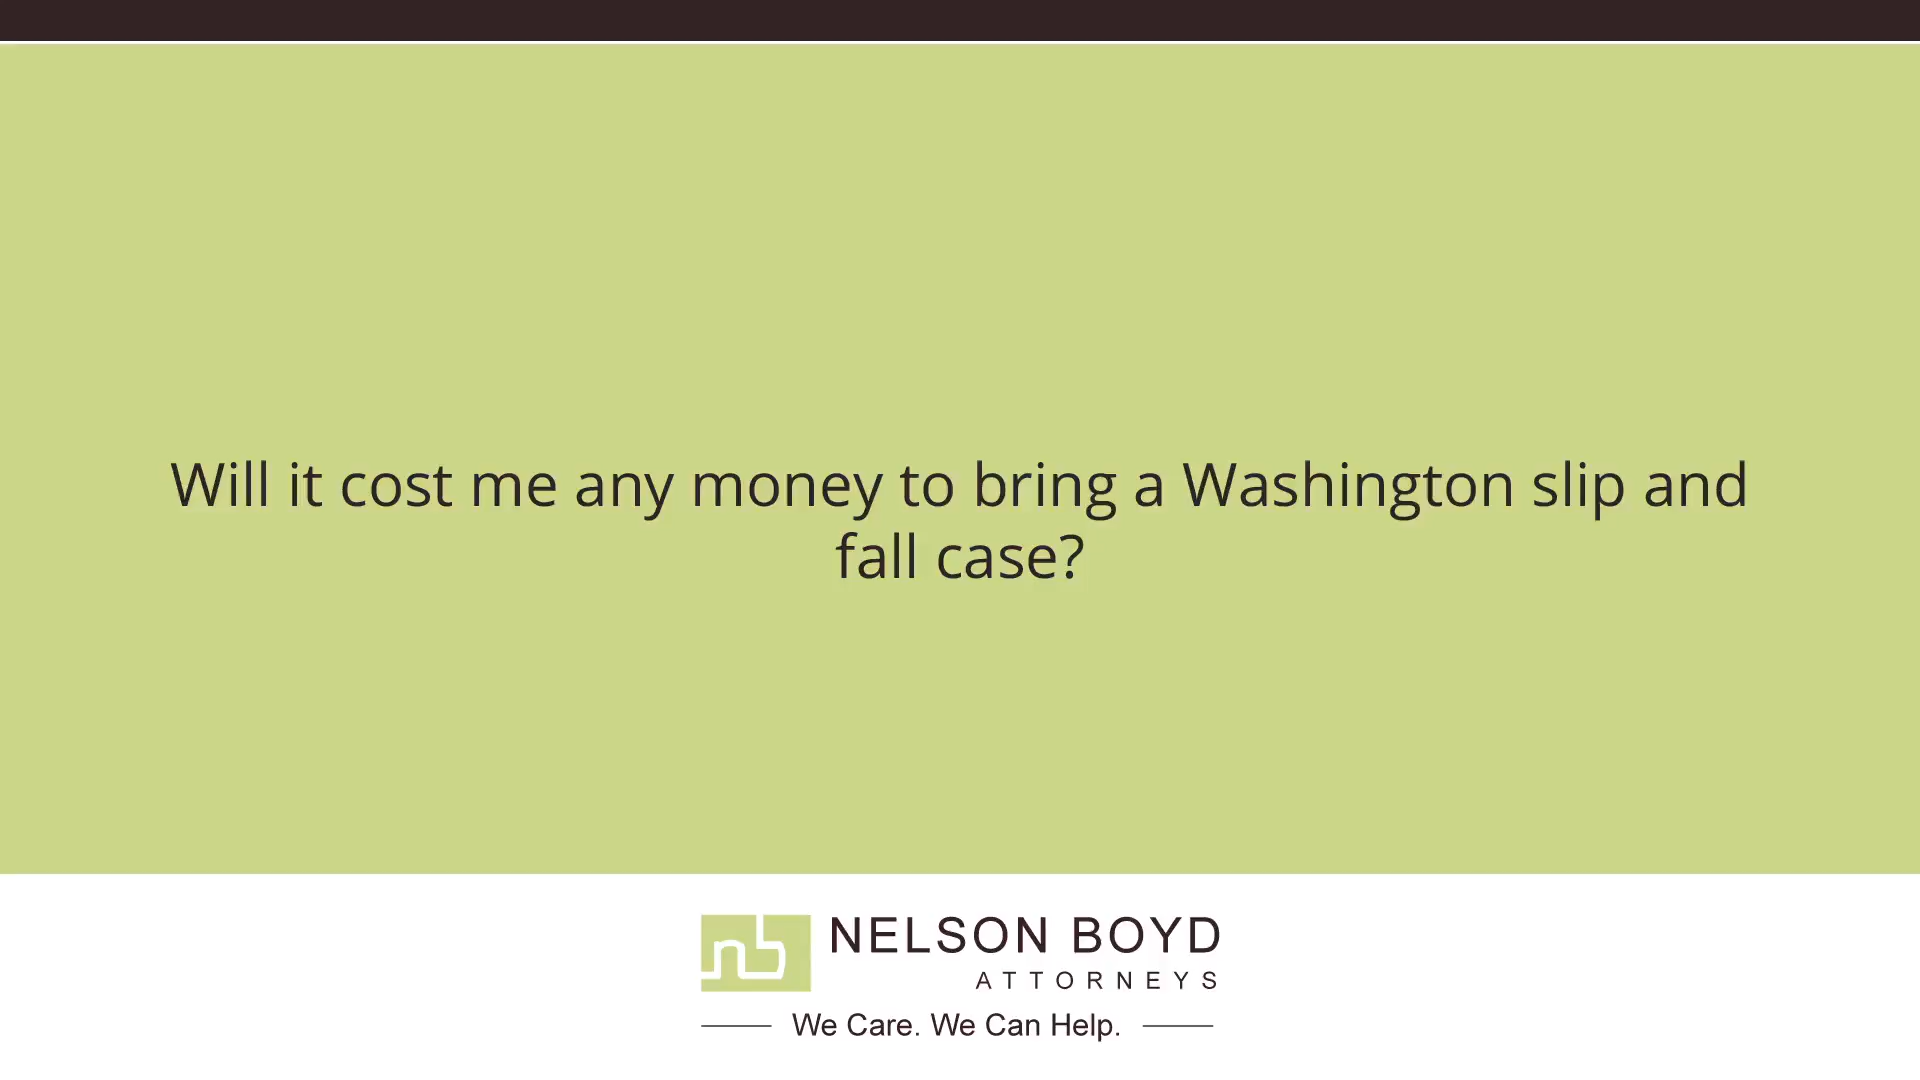 Will it cost me any money to bring a Washington slip and
fall case?
nb
NELSON BOYD
ATTORNEYS
We Care. We Can Help.